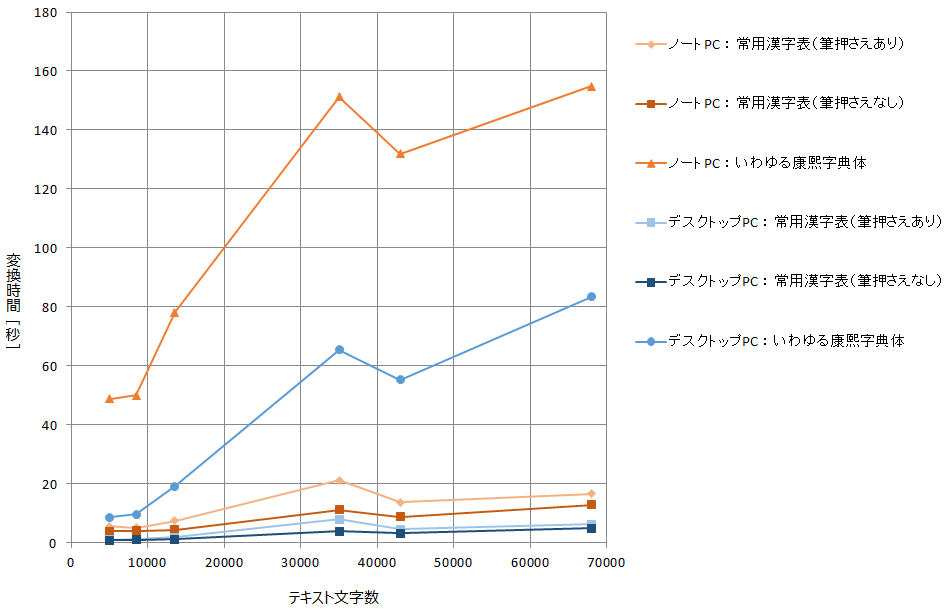 180
160
140
120
100
80
60
40
20
0
変換時間[秒]
0 10000 20000 30000 40000 50000 60000 70000
テキスト文字数
ノートPC:常用漢字表(筆押さえあり)
ノートPC:常用漢字表(筆押さえなし)
ノートPC:いわゆる康熙字典体
デスクトップPC:常用漢字表(筆押さえあり)
デスクトップPC:常用漢字表(筆押さえなし)
デスクトップPC:いわゆる康熙字典体